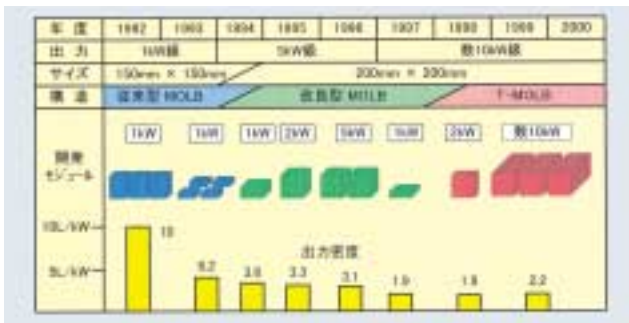 年度 1992 1993 1994 1995 1996 1997 1998 1999 2000
出力 1kW級 5kW級 数10kW級
サイズ 150mm × 150mm 200mm × 200mm
構造 従来型 MOLB 改良型 MOLB T-MOLB
1kW 1kW 1kW 2kW 5kW 1kW 2kW 数10kW
開発
モジュール
10L/kW
10
出力密度
5L/kW
3.3 3.1 1.9 1.8 2.2